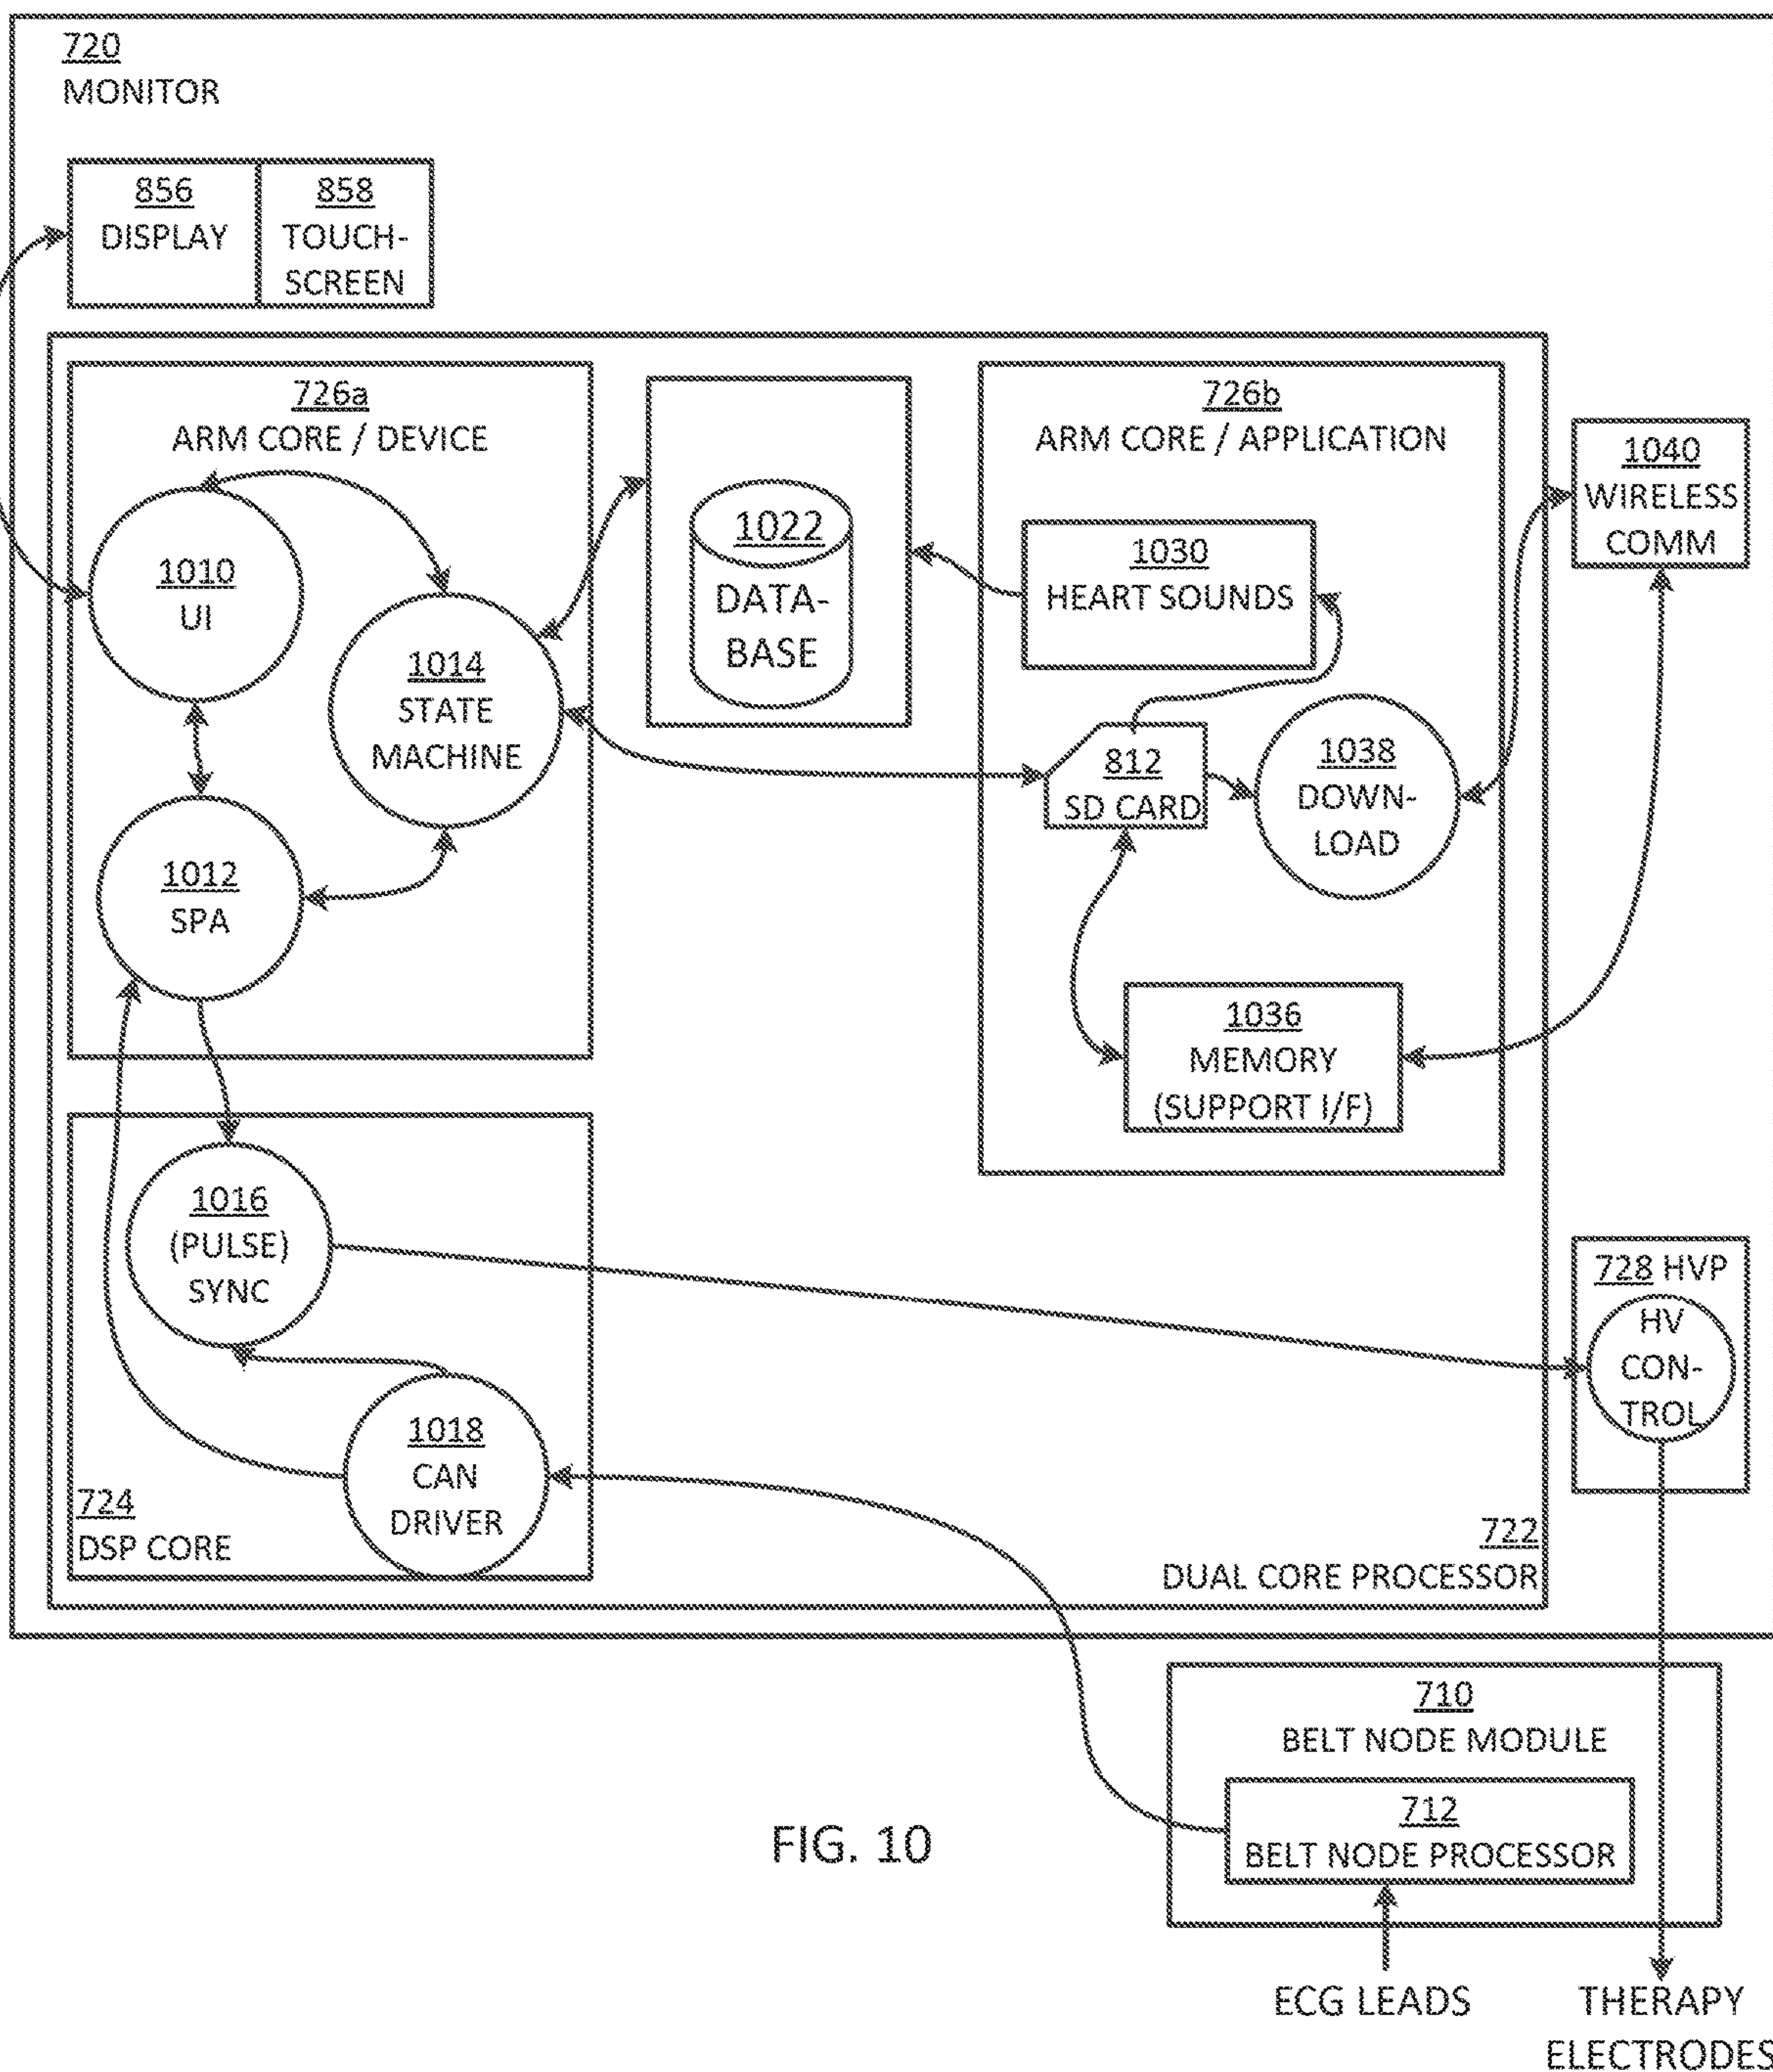 720
MONITOR
856
DISPLAY
858
TOUCH-
SCREEN
726a
ARM CORE / DEVICE
1010
UI
1014
STATE
MACHINE
1012
SPA
1022
DATA-
BASE
726b
ARM CORE / APPLICATION
1030
HEART SOUNDS
812
SD CARD
1038
DOWN-
LOAD
1036
MEMORY
(SUPPORT I/F)
1040
WIRELESS
COMM
1016
(PULSE)
SYNC
1018
CAN
DRIVER
724
DSP CORE
722
DUAL CORE PROCESSOR
728 HVP
HV
CON-
TROL
710
BELT NODE MODULE
712
BELT NODE PROCESSOR
FIG. 10
ECG LEADS
THERAPY
ELECTRODES